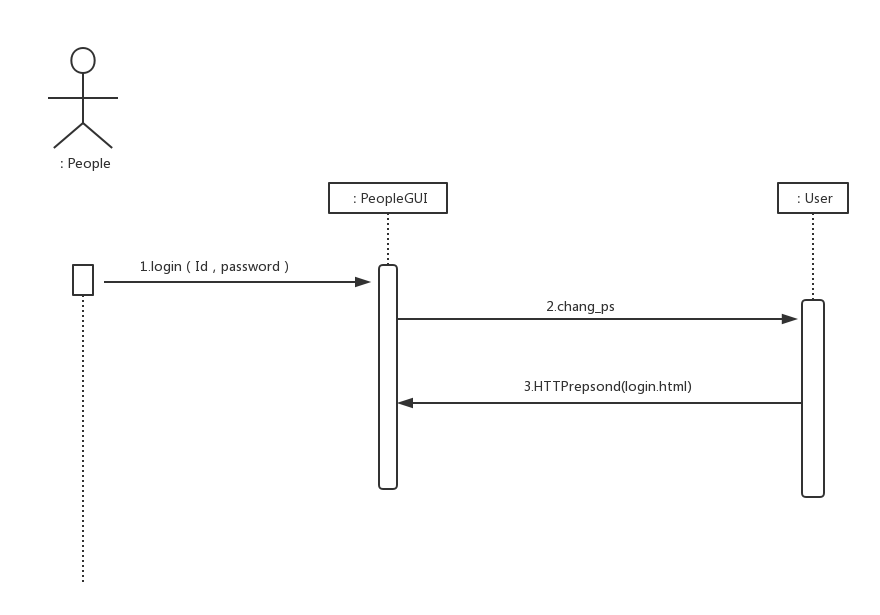 : People
: PeopleGUI
: User
1.login ( Id , password )
2.chang_ps
3.HTTPrepsond(login.html)